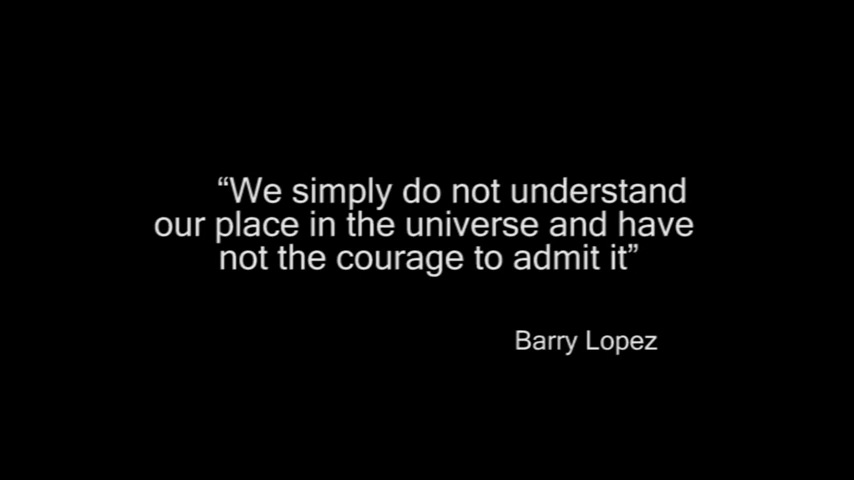 “We simply do not understand
our place in the universe and have
not the courage to admit it”
Barry Lopez